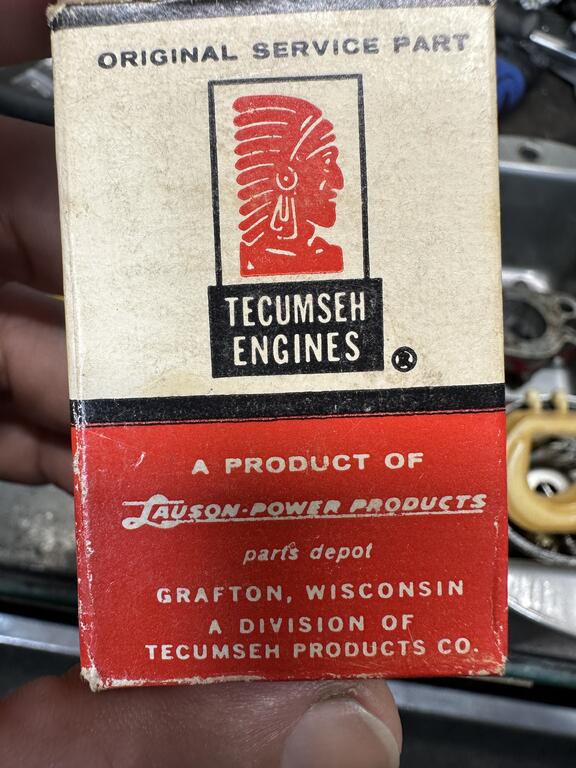 ORIGINAL SERVICE PART
TECUMSEH
ENGINES
®
A PRODUCT OF
LAUSON-POWER PRODUCTS
parts depot
GRAFTON, WISCONSIN
A DIVISION OF
TECUMSEH PRODUCTS CO.